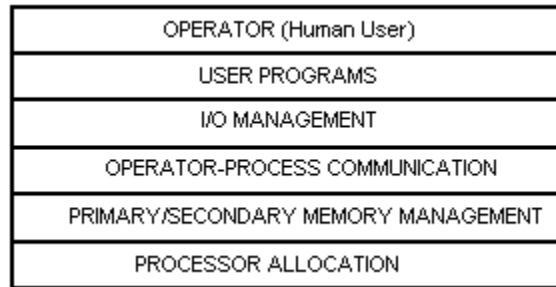 OPERATOR (Human User)
USER PROGRAMS
I/O MANAGEMENT
OPERATOR-PROCESS COMMUNICATION
PRIMARY/SECONDARY MEMORY MANAGEMENT
PROCESSOR ALLOCATION